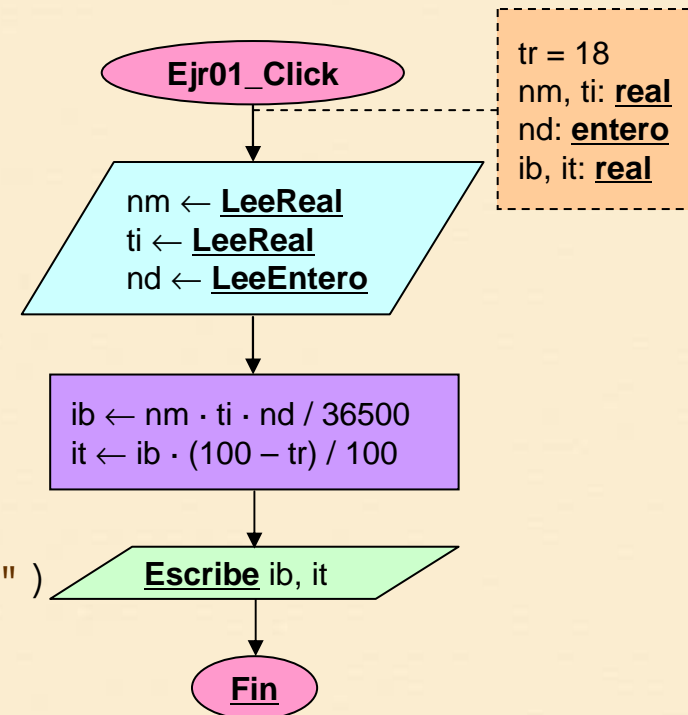 Ejr01_Click
tr = 18
nm, ti: real
nd: entero
ib, it: real
nm ← LeeReal
ti ← LeeReal
nd ← LeeEntero
ib ← nm · ti · nd / 36500
it ← ib · (100 – tr) / 100
" )
Escribe ib, it
Fin